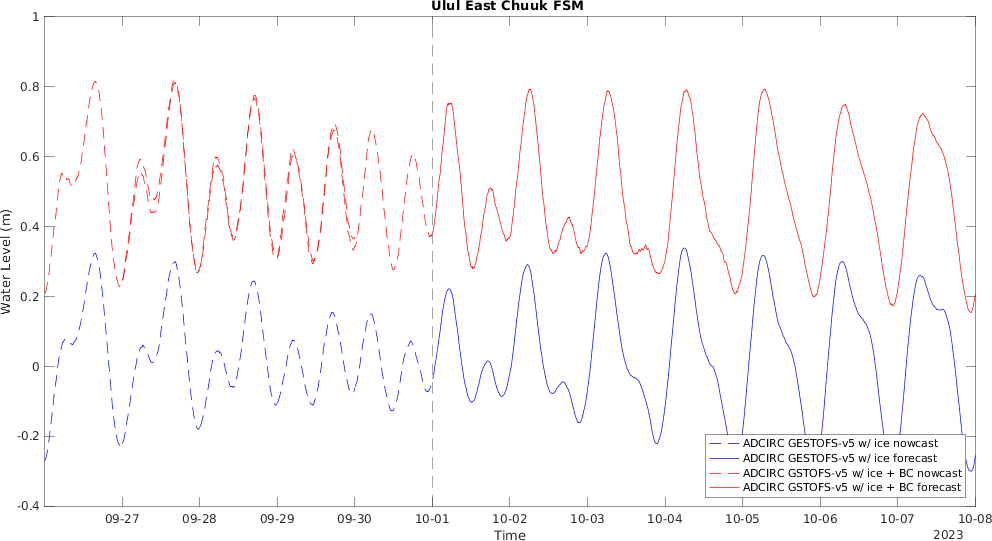 Ulul East Chuuk FSM
Water Level (m)
1
0.8
0.6
0.4
0.2
0
-0.2
-0.4
ADCIRC GESTOFS-v5 w/ ice nowcast
ADCIRC GESTOFS-v5 w/ ice forecast
ADCIRC GSTOFS-v5 w/ ice + BC nowcast
ADCIRC GSTOFS-v5 w/ ice + BC forecast
09-27 09-28 09-29 09-30 10-01 10-02 10-03 10-04 10-05 10-06 10-07 10-08
Time
2023